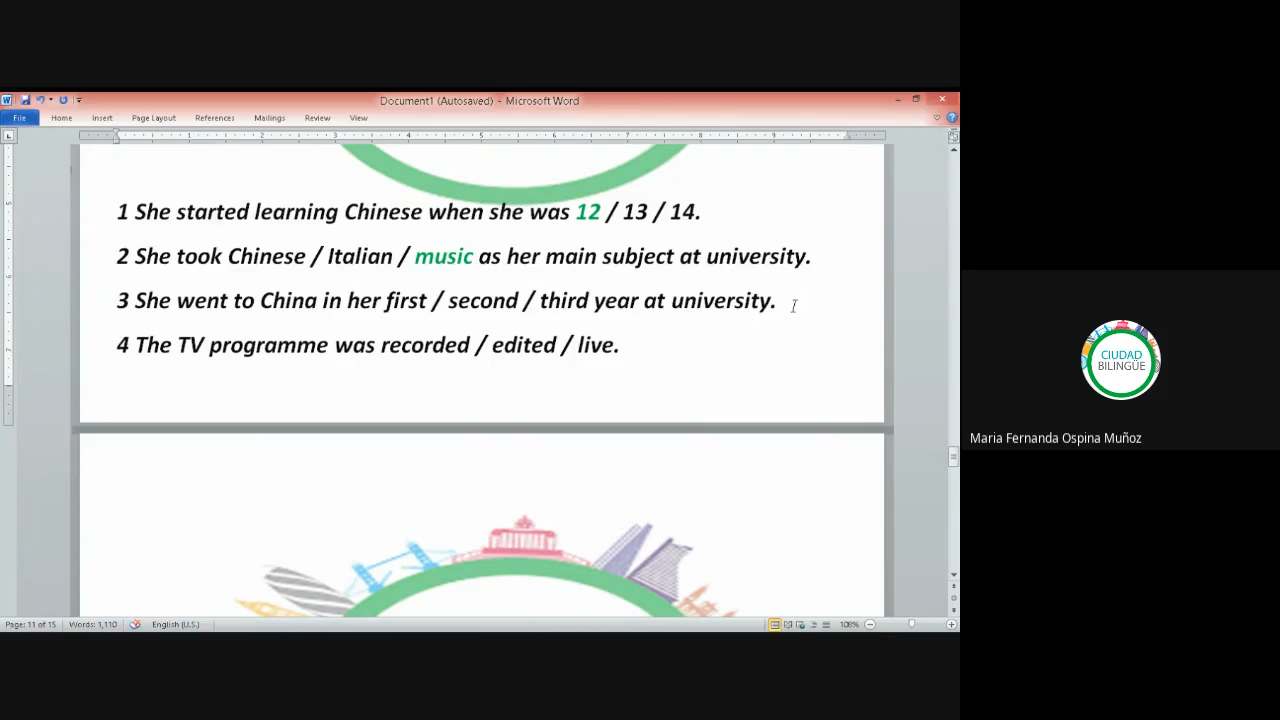 Document1 (Autosaved) - Microsoft Word
File Home Insert Page Layout References Mailings Review View
1 She started learning Chinese when she was 12 / 13 / 14.
2 She took Chinese / Italian / music as her main subject at university.
3 She went to China in her first / second / third year at university.
4 The TV programme was recorded / edited / live.
CIUDAD
BILINGÜE
Maria Fernanda Ospina Muñoz
Page: 11 of 15 Words: 1,110 English (U.S.) 108%